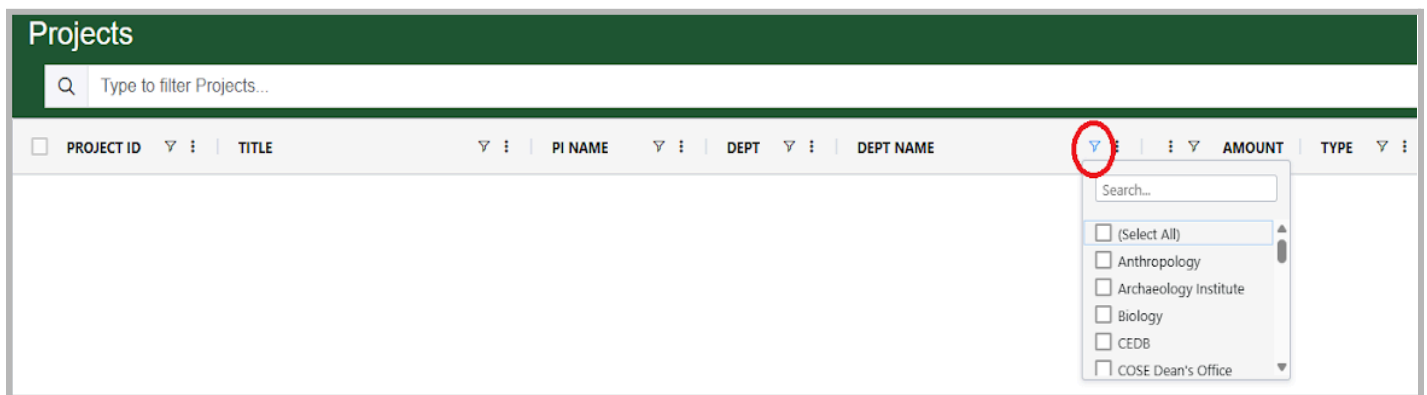 Projects
Type to filter Projects...
PROJECT ID TITLE PI NAME DEPT DEPT NAME AMOUNT TYPE
Search...
(Select All)
Anthropology
Archaeology Institute
Biology
CEDB
COSE Dean's Office